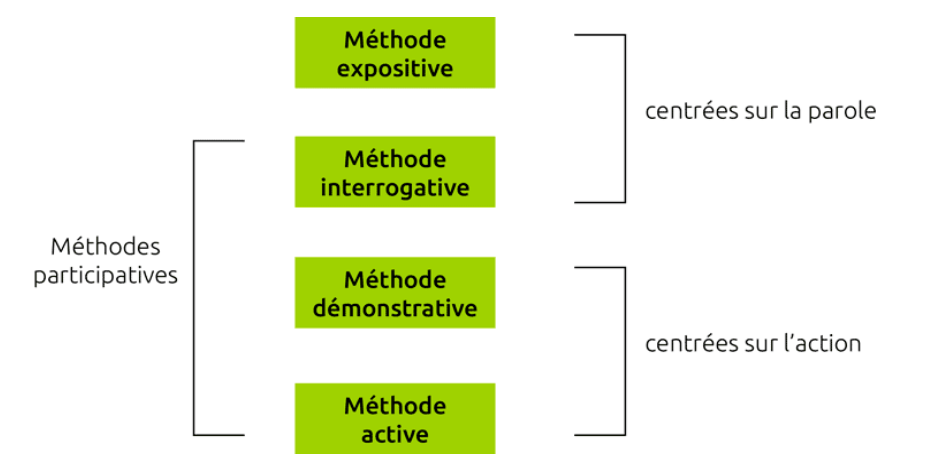 Méthode
expositive
centrées sur la parole
Méthode
interrogative
Méthodes
participatives
Méthode
démonstrative
centrées sur l’action
Méthode
active